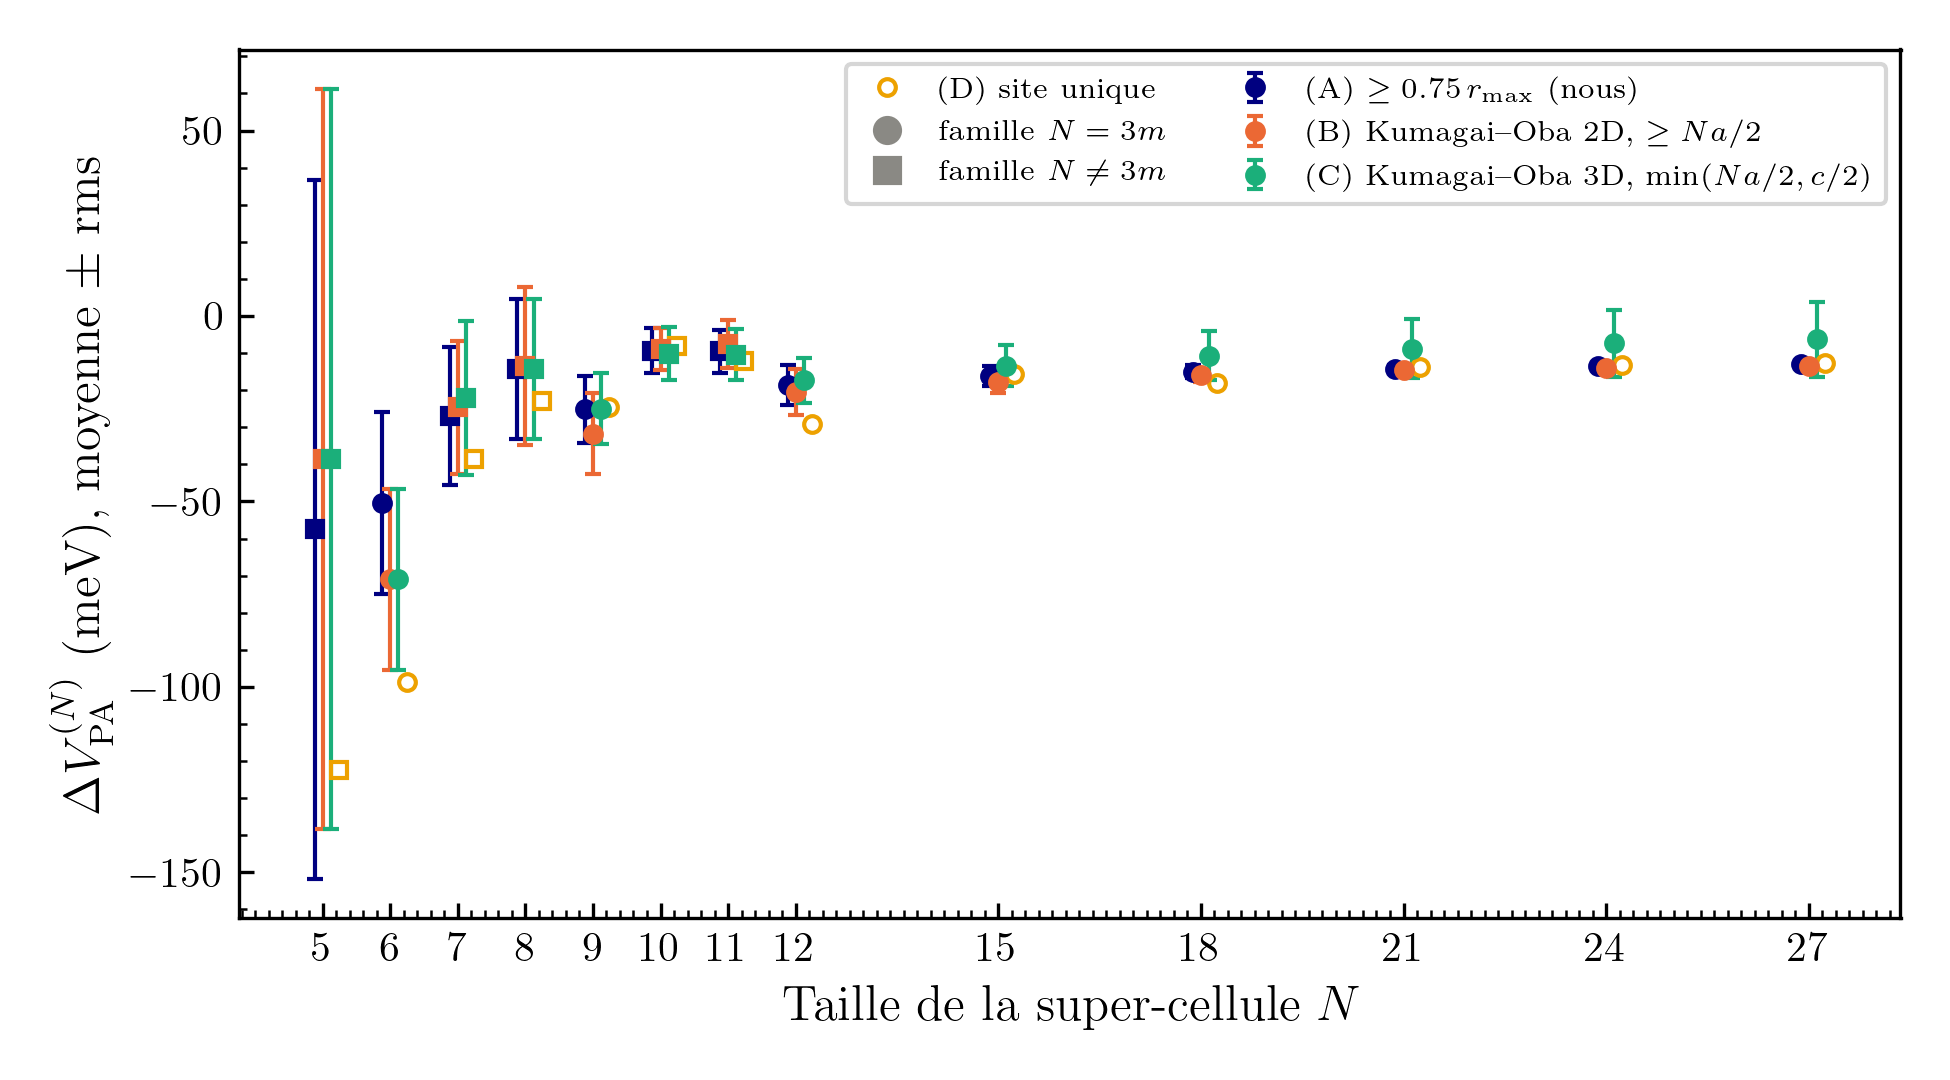 (D) site unique
famille N = 3m
famille N ≠ 3m
(A) ≥ 0.75 r_max (nous)
(B) Kumagai–Oba 2D, ≥ Na/2
(C) Kumagai–Oba 3D, min(Na/2, c/2)
ΔV_PA^(N) (meV), moyenne ± rms
50
0
−50
−100
−150
5 6 7 8 9 10 11 12 15 18 21 24 27
Taille de la super-cellule N